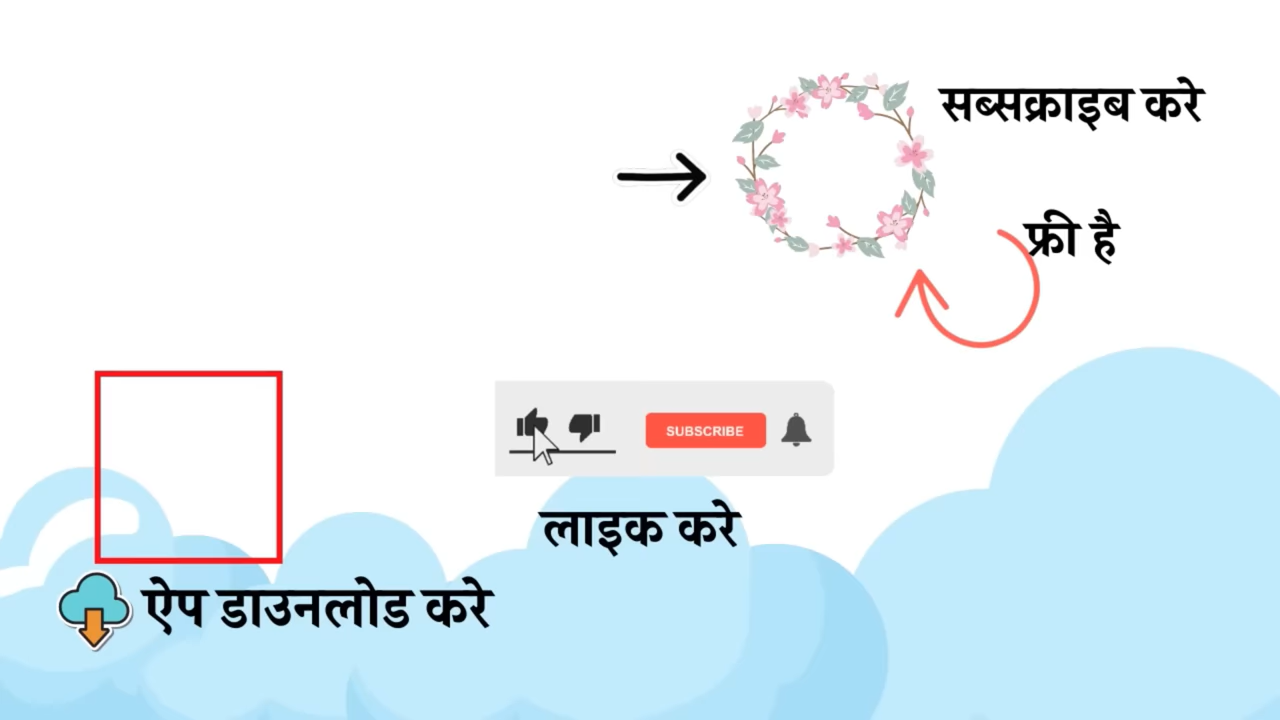 सब्सक्राइब करे
फ्री है
SUBSCRIBE
लाइक करे
ऐप डाउनलोड करे